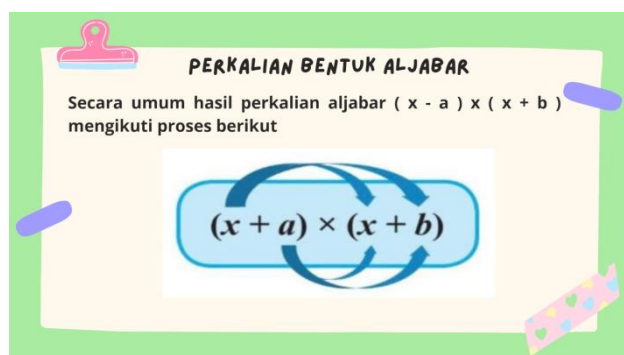 PERKALIAN BENTUK ALJABAR
Secara umum hasil perkalian aljabar ( x - a ) x ( x + b )
mengikuti proses berikut
(x + a) × (x + b)